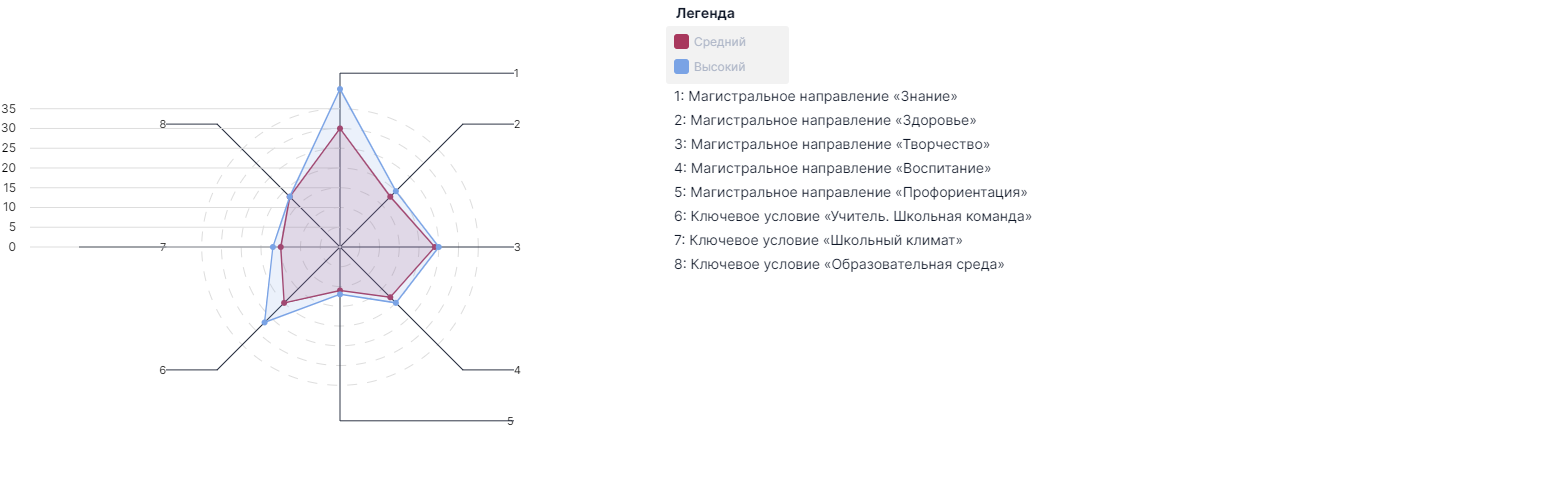 Легенда
Средний
Высокий
1: Магистральное направление «Знание»
2: Магистральное направление «Здоровье»
3: Магистральное направление «Творчество»
4: Магистральное направление «Воспитание»
5: Магистральное направление «Профориентация»
6: Ключевое условие «Учитель. Школьная команда»
7: Ключевое условие «Школьный климат»
8: Ключевое условие «Образовательная среда»
1
35
8
2
30
25
20
15
10
5
0
7
3
6
4
5